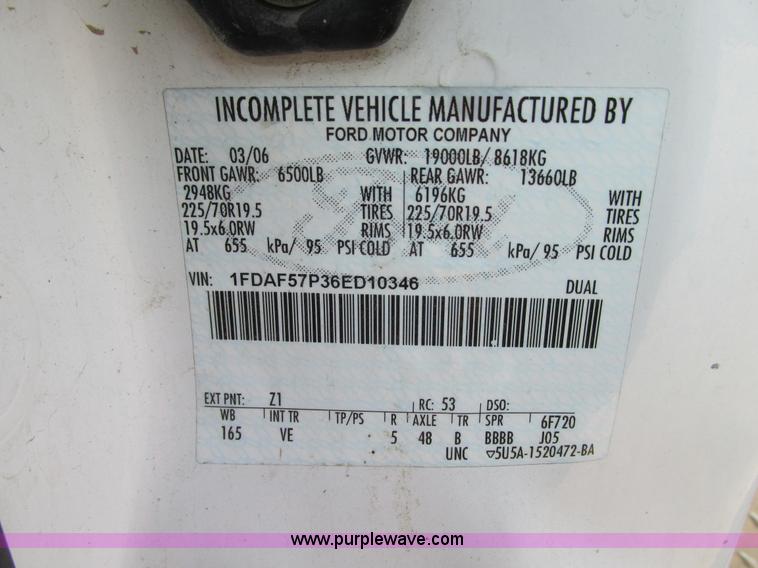 INCOMPLETE VEHICLE MANUFACTURED BY
FORD MOTOR COMPANY
DATE: 03/06 GVWR: 19000LB/ 8618KG
FRONT GAWR: 6500LB REAR GAWR: 13660LB
2948KG WITH 6196KG WITH
225/70R19.5 TIRES 225/70R19.5 TIRES
19.5x6.0RW RIMS 19.5x6.0RW RIMS
AT 655 kPa/ 95 PSI COLD AT 655 kPa/ 95 PSI COLD
VIN: 1FDAF57P36ED10346 DUAL
EXT PNT: Z1 RC: 53 DSO:
WB INT TR TP/PS R AXLE TR SPR 6F720
165 VE 5 48 B BBBB J05
UNC ▽5U5A-1520472-BA
www.purplewave.com